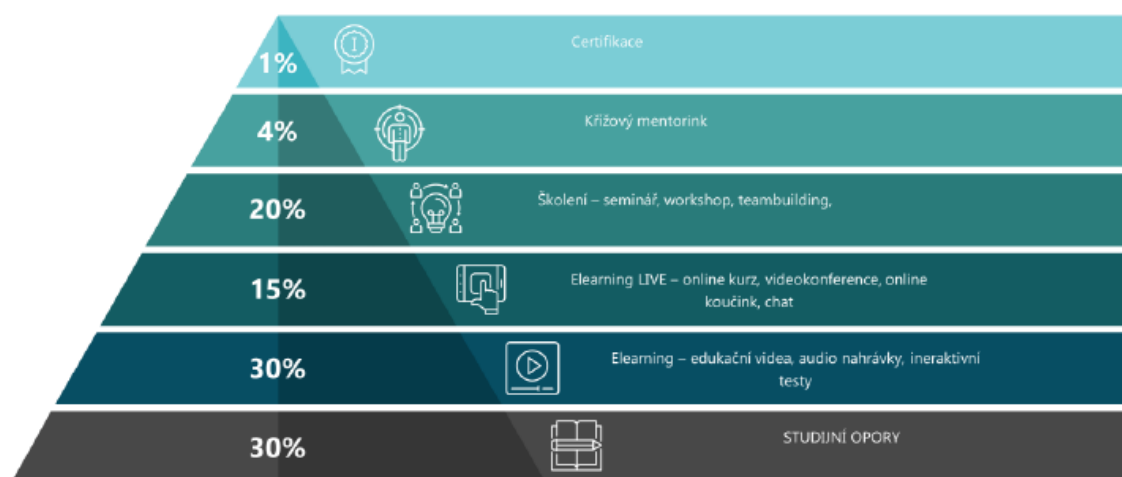 1%
Certifikace
4%
Křížový mentorink
20%
Školení – seminář, workshop, teambuilding,
15%
Elearning LIVE – online kurz, videokonference, online
koučink, chat
30%
Elearning – edukační videa, audio nahrávky, ineraktivní
testy
30%
STUDIJNÍ OPORY